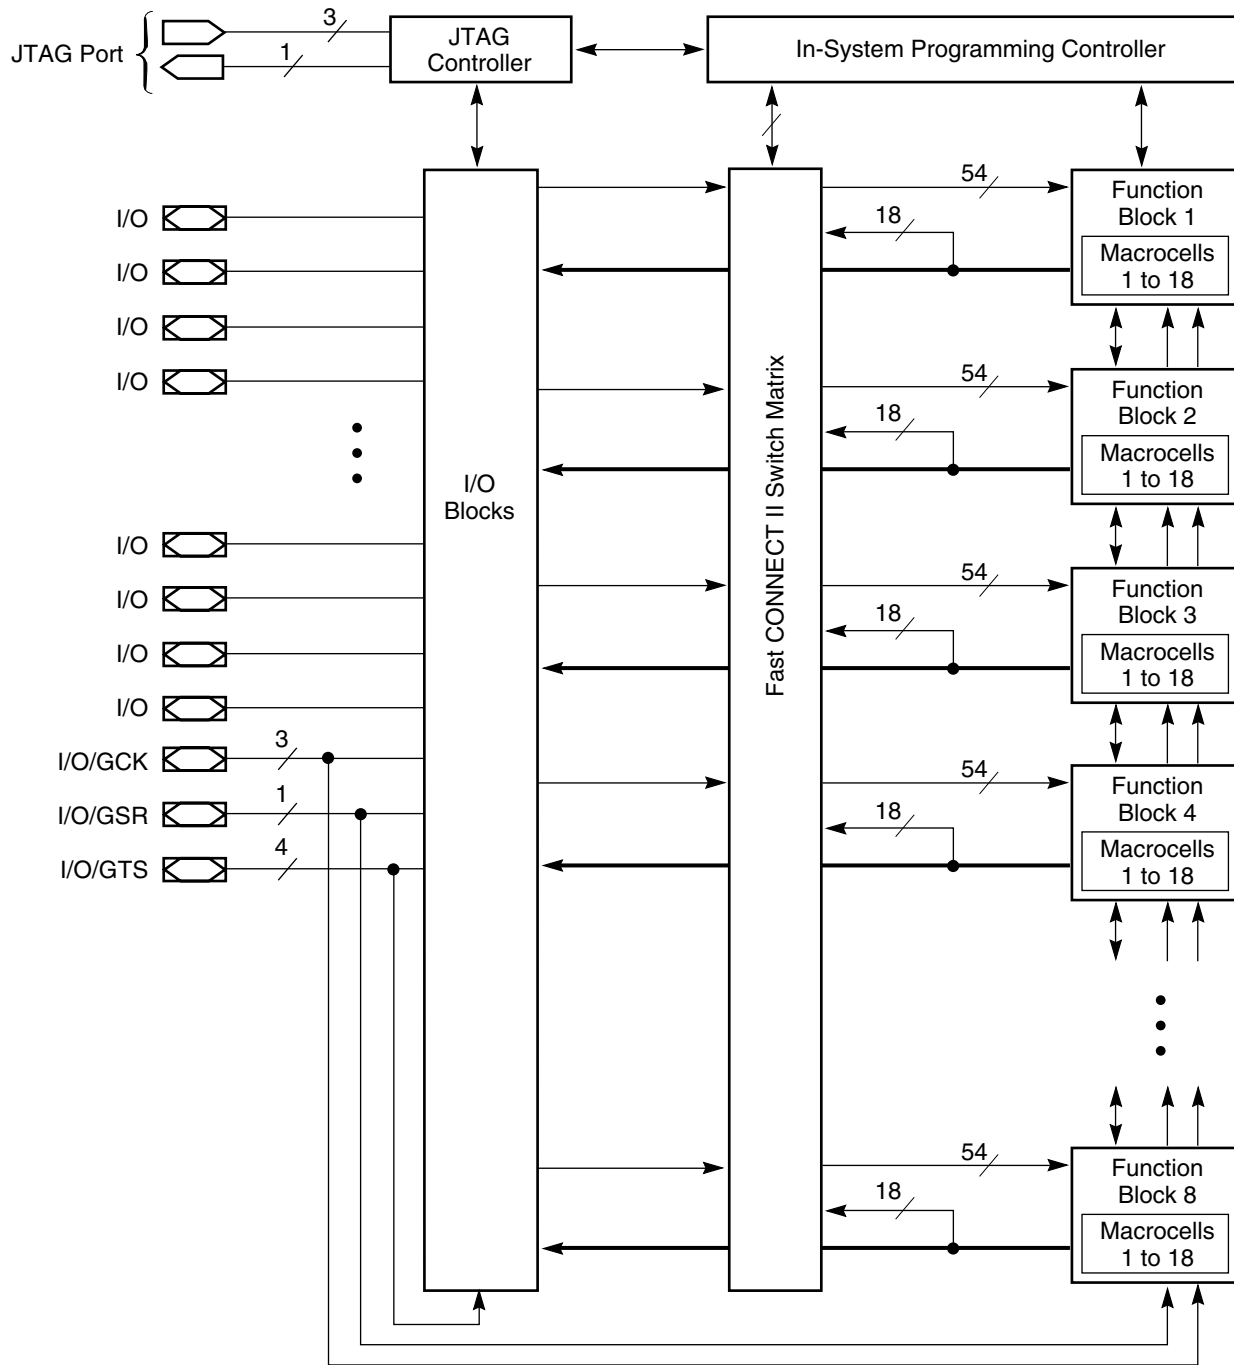 JTAG Port
3
1
JTAG
Controller
In-System Programming Controller
I/O
I/O
I/O
I/O
I/O
I/O
I/O
I/O
I/O/GCK
3
I/O/GSR
1
I/O/GTS
4
I/O
Blocks
Fast CONNECT II Switch Matrix
54
18
Function
Block 1
Macrocells
1 to 18
54
18
Function
Block 2
Macrocells
1 to 18
54
18
Function
Block 3
Macrocells
1 to 18
54
18
Function
Block 4
Macrocells
1 to 18
54
18
Function
Block 8
Macrocells
1 to 18